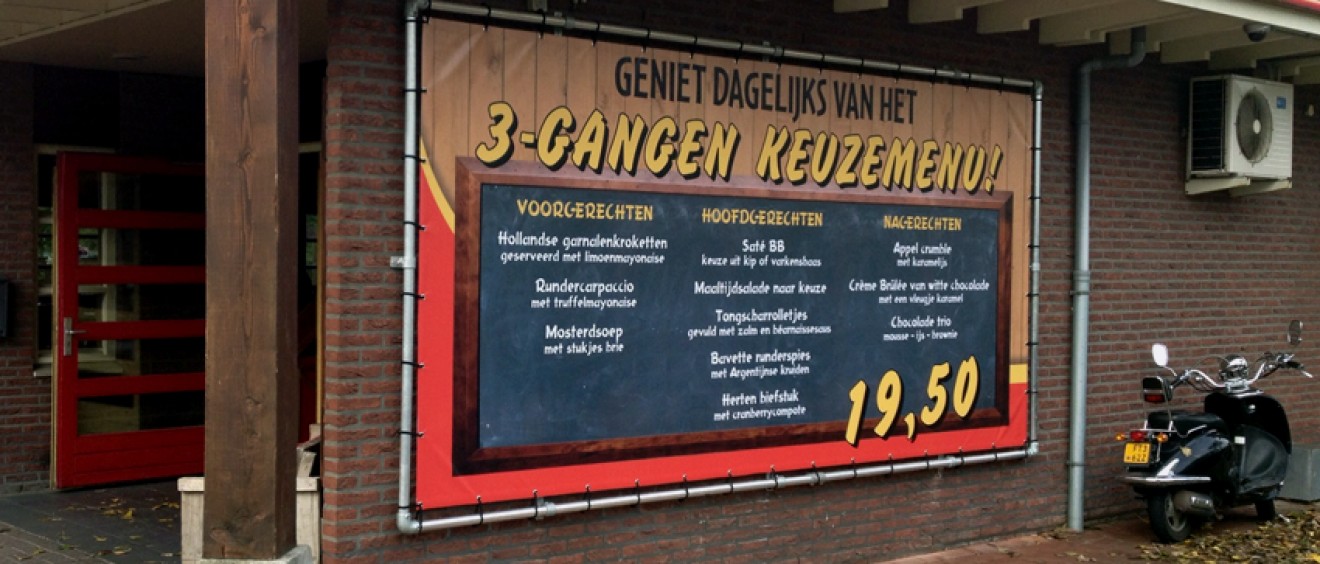 GENIET DAGELIJKS VAN HET
3-GANGEN KEUZEMENU!
VOORGERECHTEN
Hollandse garnalenkroketten
geserveerd met limoenmayonaise
Rundercarpaccio
met truffelmayonaise
Mosterdsoep
met stukjes brie
HOOFDGERECHTEN
Saté BB
keuze uit kip of varkenshaas
Maaltijdsalade naar keuze
Tongscharrolletjes
gevuld met zalm en béarnaisesaus
Bavette runderspies
met Argentijnse kruiden
Herten biefstuk
met cranberrycompote
NAGERECHTEN
Appel crumble
met karamelijs
Crème Brûlée van witte chocolade
met een vleugje karamel
Chocolade trio
mousse - ijs - brownie
19,50